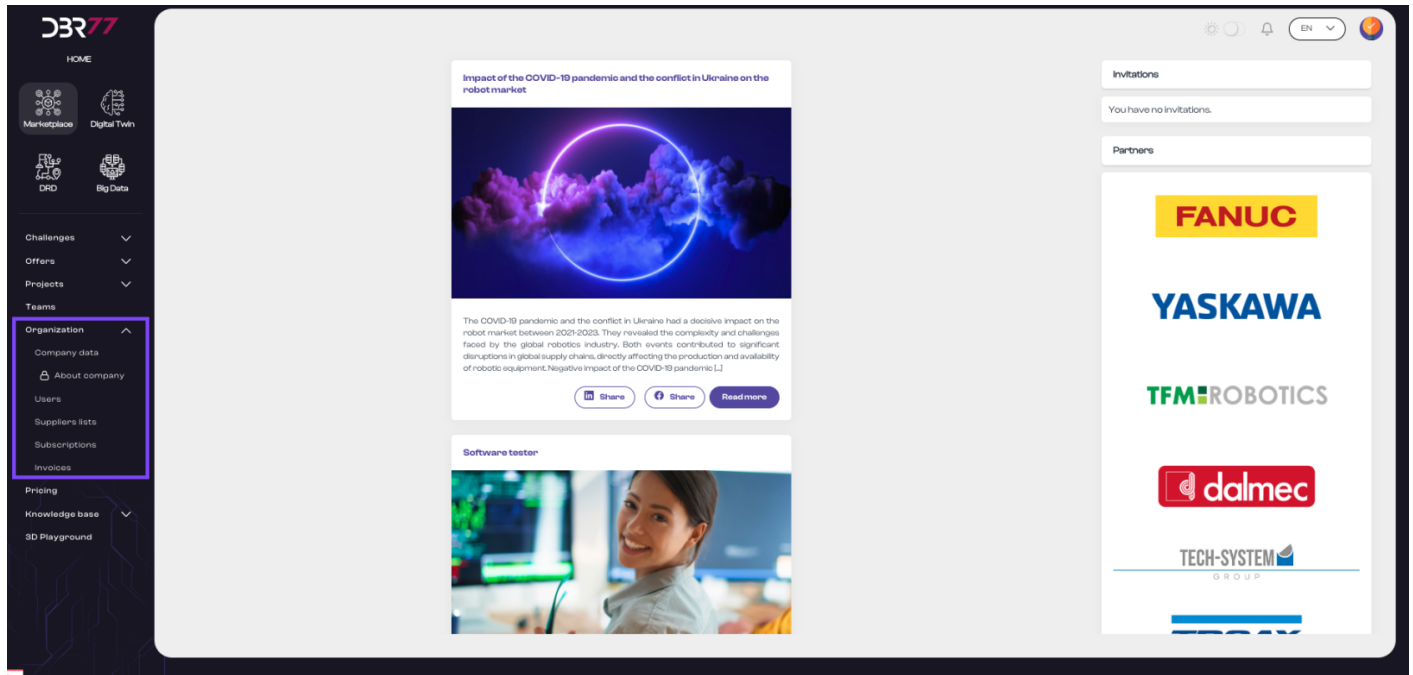 DBR77
HOME
Marketplace
Digital Twin
DRD
Big Data
Challenges
Offers
Projects
Teams
Organization
Company data
About company
Users
Suppliers lists
Subscriptions
Invoices
Pricing
Knowledge base
3D Playground
EN
Impact of the COVID-19 pandemic and the conflict in Ukraine on the
robot market
The COVID-19 pandemic and the conflict in Ukraine had a decisive impact on the
robot market between 2021-2023. They revealed the complexity and challenges
faced by the global robotics industry. Both events contributed to significant
disruptions in global supply chains, directly affecting the production and availability
of robotic equipment. Negative impact of the COVID-19 pandemic [...]
Share
Share
Read more
Software tester
Invitations
You have no invitations.
Partners
FANUC
YASKAWA
TFM ROBOTICS
dalmec
TECH-SYSTEM
GROUP